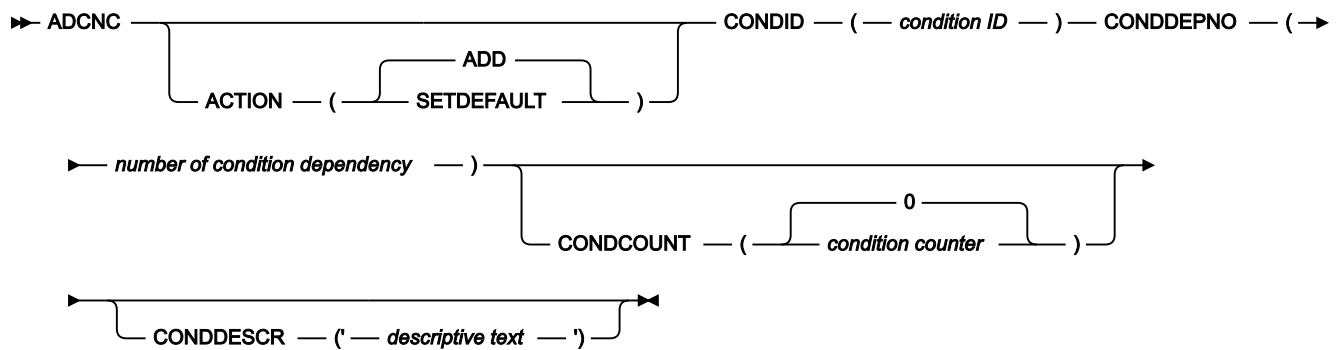 ADCNC CONDID ( condition ID ) CONDDEPNO (
ADD
ACTION ( SETDEFAULT )
number of condition dependency )
0
CONDCOUNT ( condition counter )
CONDDESCR (' descriptive text ')